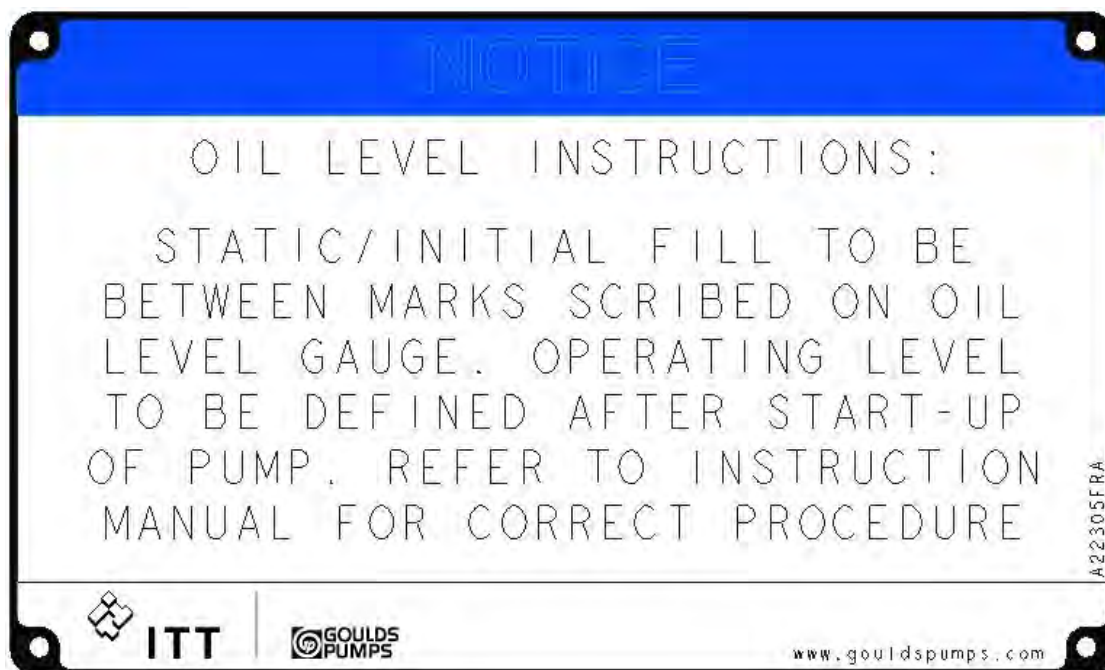 NOTICE
OIL LEVEL INSTRUCTIONS:
STATIC/INITIAL FILL TO BE
BETWEEN MARKS SCRIBED ON OIL
LEVEL GAUGE. OPERATING LEVEL
TO BE DEFINED AFTER START-UP
OF PUMP. REFER TO INSTRUCTION
MANUAL FOR CORRECT PROCEDURE
A22305FRA
ITT
GOULDS
PUMPS
www.gouldspumps.com